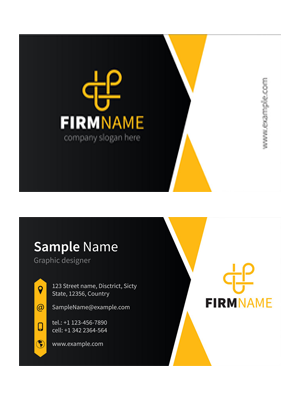 FIRMNAME
company slogan here
www.example.com
Sample Name
Graphic designer
123 Street name, Disctrict, Sicty
State, 12356, Country
SampleName@example.com
tel.: +1 123-456-7890
cell: +1 342 2364-564
www.example.com
FIRMNAME